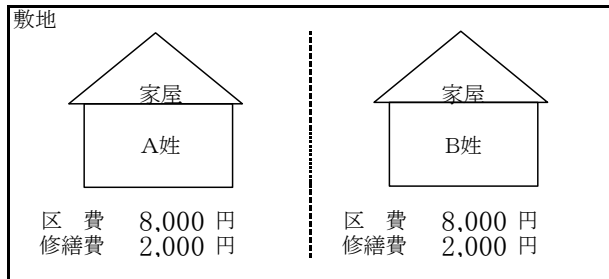 敷地
家屋
A姓
区　費　8,000 円
修繕費　2,000 円
家屋
B姓
区　費　8,000 円
修繕費　2,000 円